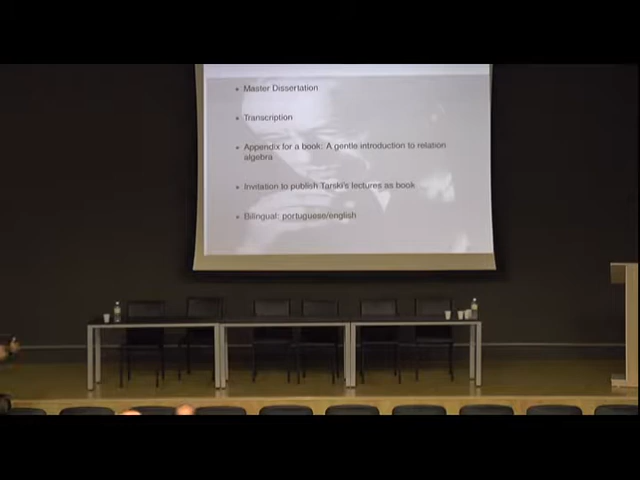 Master Dissertation
Transcription
Appendix for a book: A gentle introduction to relation
algebra
Invitation to publish Tarski's lectures as book
Bilingual: portuguese/english